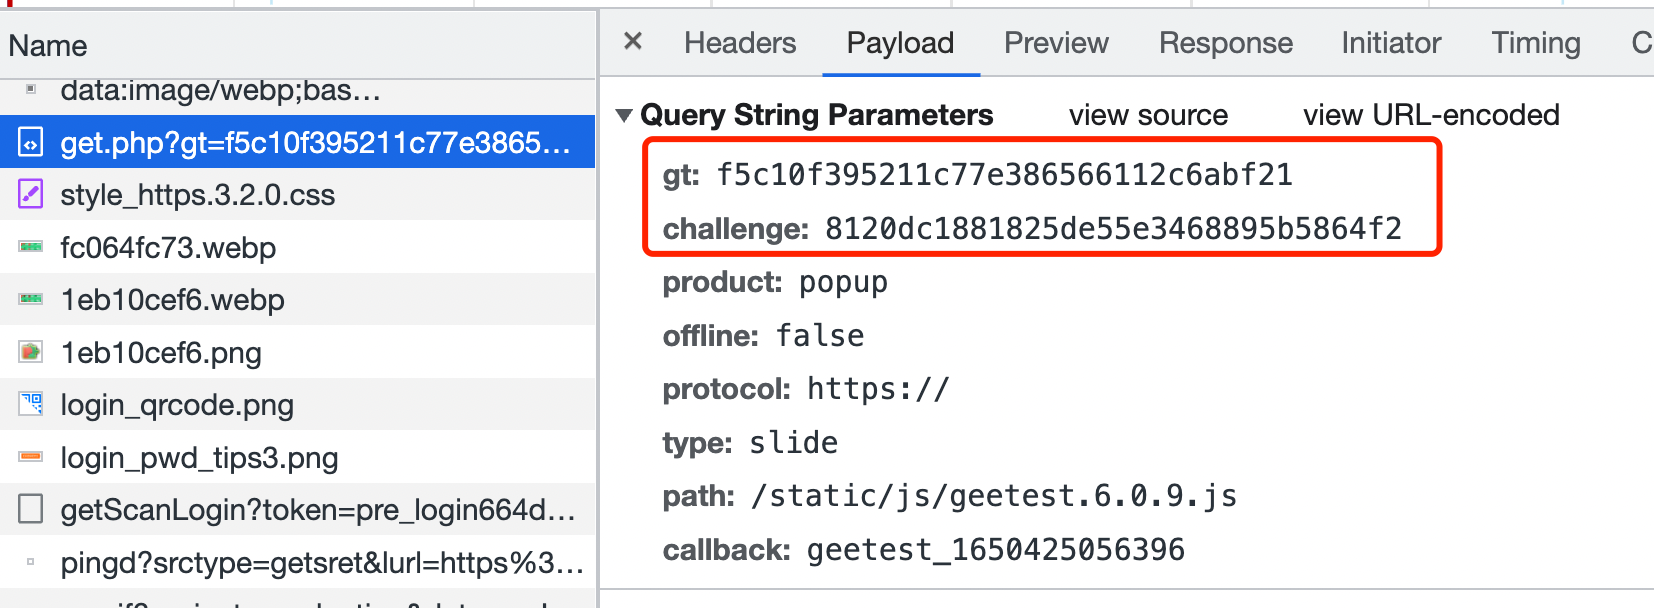 Name
data:image/webp;bas...
get.php?gt=f5c10f395211c77e3865...
style_https.3.2.0.css
fc064fc73.webp
1eb10cef6.webp
1eb10cef6.png
login_qrcode.png
login_pwd_tips3.png
getScanLogin?token=pre_login664d...
pingd?srctype=getsret&lurl=https%3...
× Headers Payload Preview Response Initiator Timing C
▼ Query String Parameters view source view URL-encoded
gt: f5c10f395211c77e386566112c6abf21
challenge: 8120dc1881825de55e3468895b5864f2
product: popup
offline: false
protocol: https://
type: slide
path: /static/js/geetest.6.0.9.js
callback: geetest_1650425056396